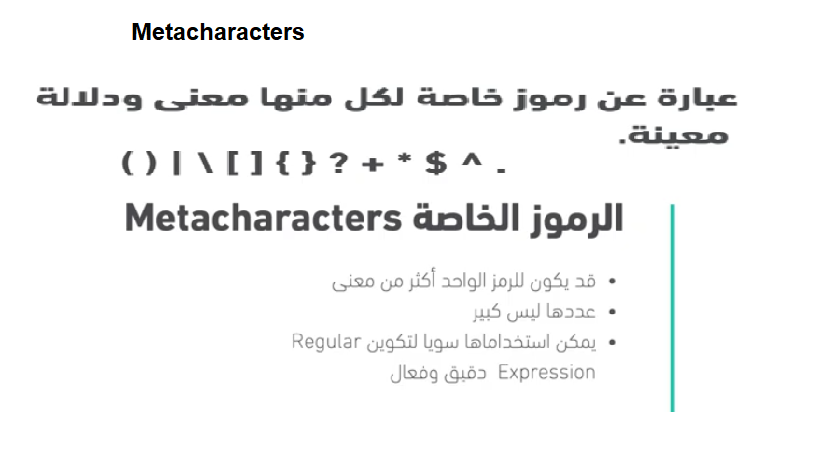 Metacharacters
عبارة عن رموز خاصة لكل منها معنى ودلالة
معينة.
( ) | \ [ ] { } ? + * $ ^ .
الرموز الخاصة Metacharacters
• قد يكون للرمز الواحد أكثر من معنى
• عددها ليس كبير
• يمكن استخداماها سويا لتكوين Regular
Expression دقيق وفعال